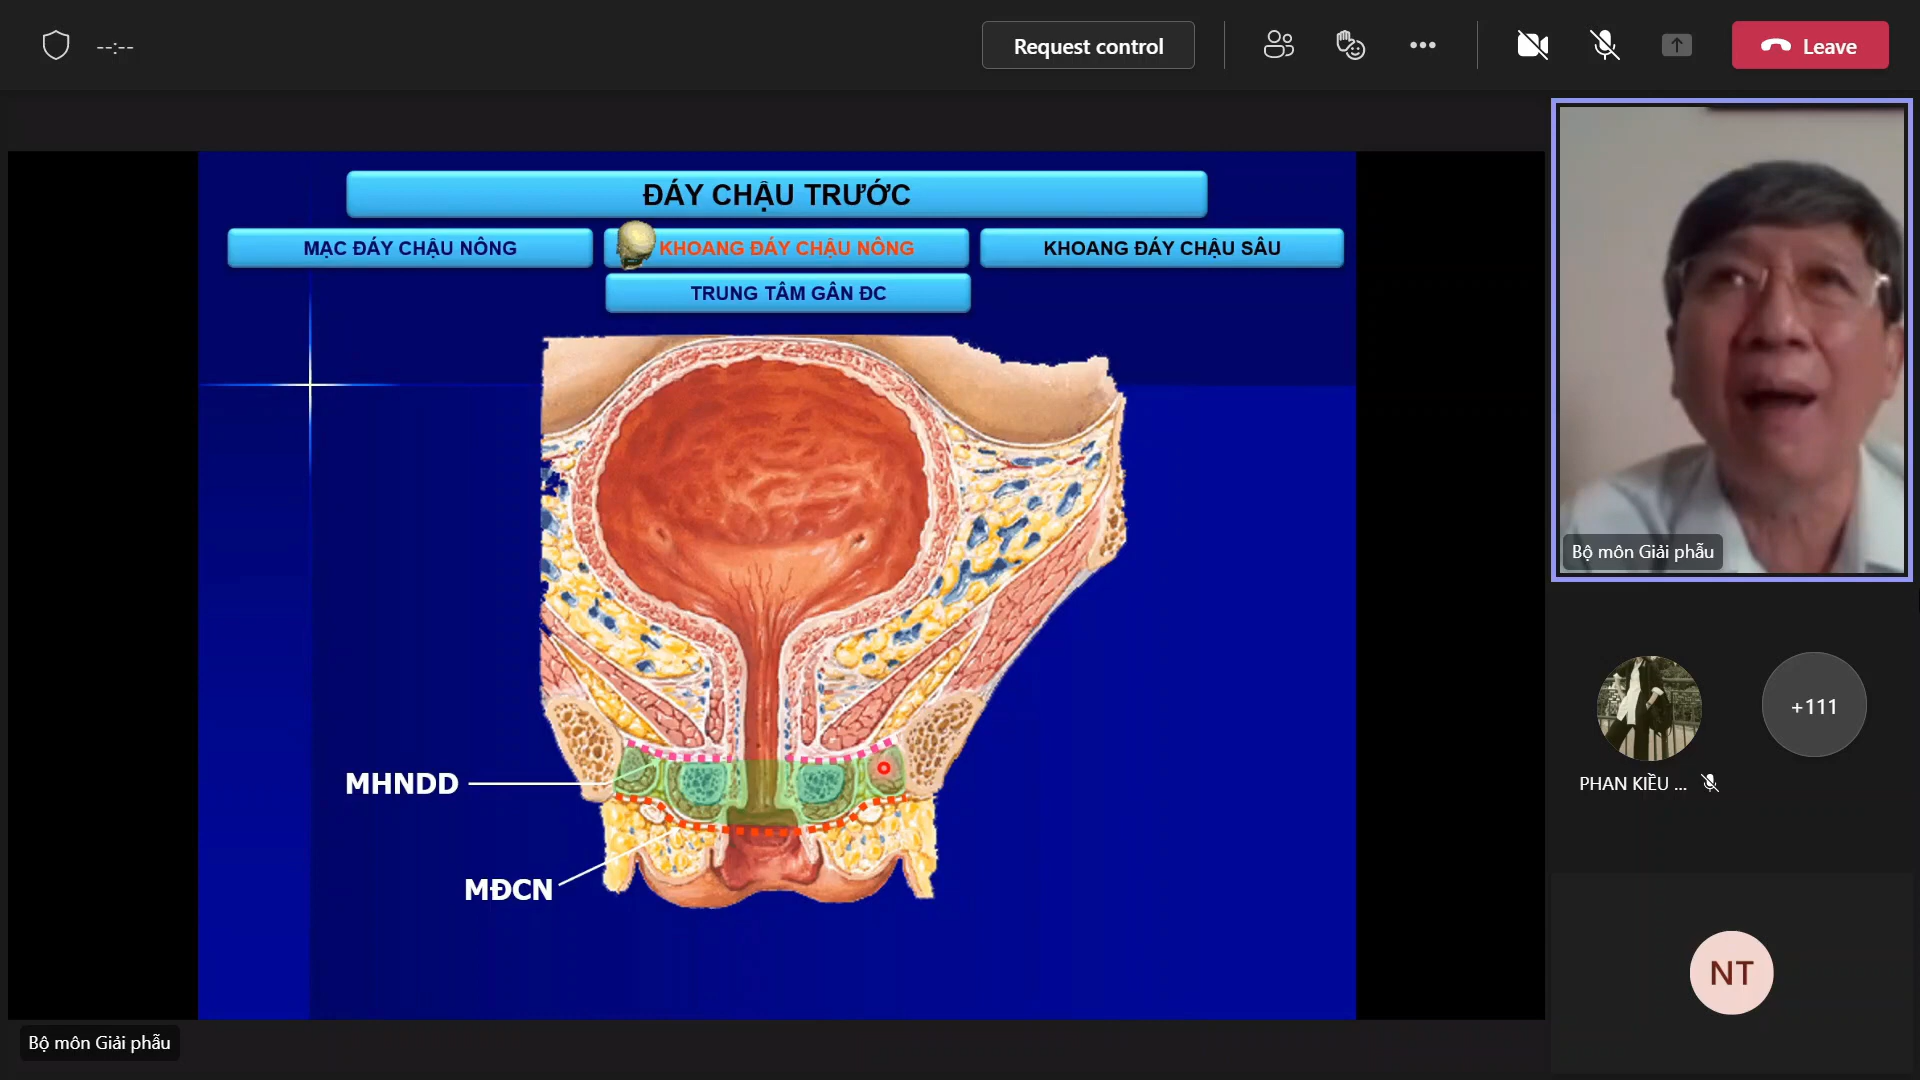 --:--
Request control
Leave
ĐÁY CHẬU TRƯỚC
MẠC ĐÁY CHẬU NÔNG
KHOANG ĐÁY CHẬU NÔNG
KHOANG ĐÁY CHẬU SÂU
TRUNG TÂM GÂN ĐC
MHNDD
MĐCN
Bộ môn Giải phẫu
+111
PHAN KIỀU ...
NT
Bộ môn Giải phẫu